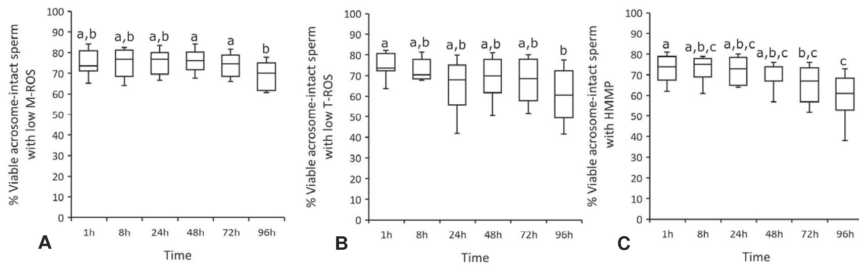 % Viable acrosome-intact sperm
with low M-ROS
100
90
80
70
60
50
40
30
20
10
0
a,b a,b a,b a a b
1h 8h 24h 48h 72h 96h
Time
A
% Viable acrosome-intact sperm
with low T-ROS
100
90
80
70
60
50
40
30
20
10
0
a a,b a,b a,b a,b b
1h 8h 24h 48h 72h 96h
Time
B
% Viable acrosome-intact sperm
with HMMP
100
90
80
70
60
50
40
30
20
10
0
a a,b,c a,b,c a,b,c b,c c
1h 8h 24h 48h 72h 96h
Time
C